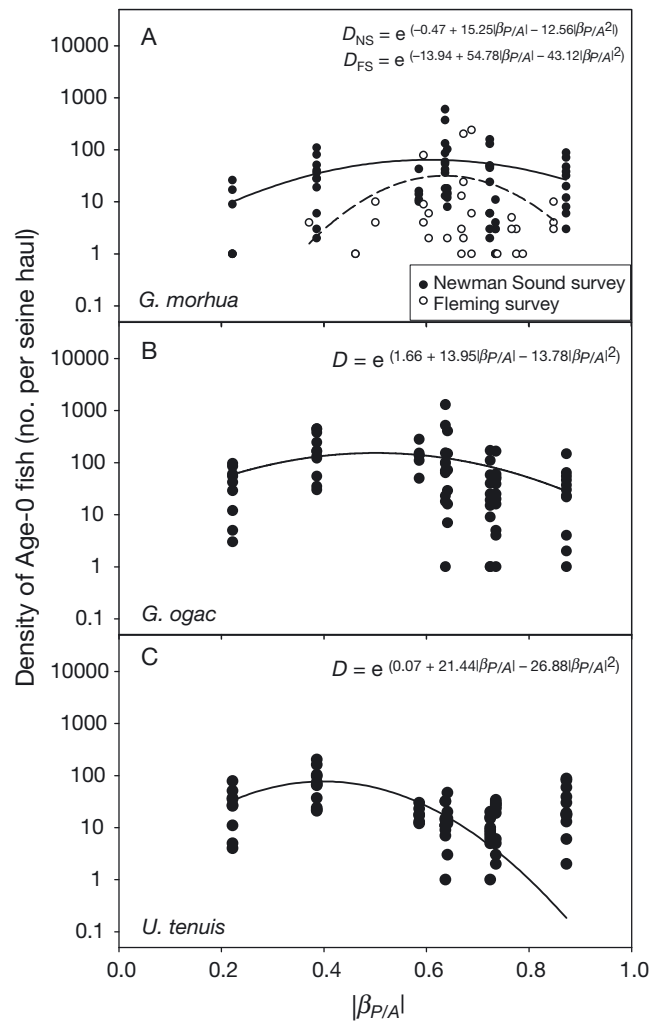 Density of Age-0 fish (no. per seine haul)
A
D_NS = e^(–0.47 + 15.25|β_P/A| – 12.56|β_P/A^2|)
D_FS = e^(–13.94 + 54.78|β_P/A| – 43.12|β_P/A|^2)
10000
1000
100
10
1
0.1
G. morhua
Newman Sound survey
Fleming survey
B
D = e^(1.66 + 13.95|β_P/A| – 13.78|β_P/A|^2)
10000
1000
100
10
1
0.1
G. ogac
C
D = e^(0.07 + 21.44|β_P/A| – 26.88|β_P/A|^2)
10000
1000
100
10
1
0.1
U. tenuis
0.0 0.2 0.4 0.6 0.8 1.0
|β_P/A|